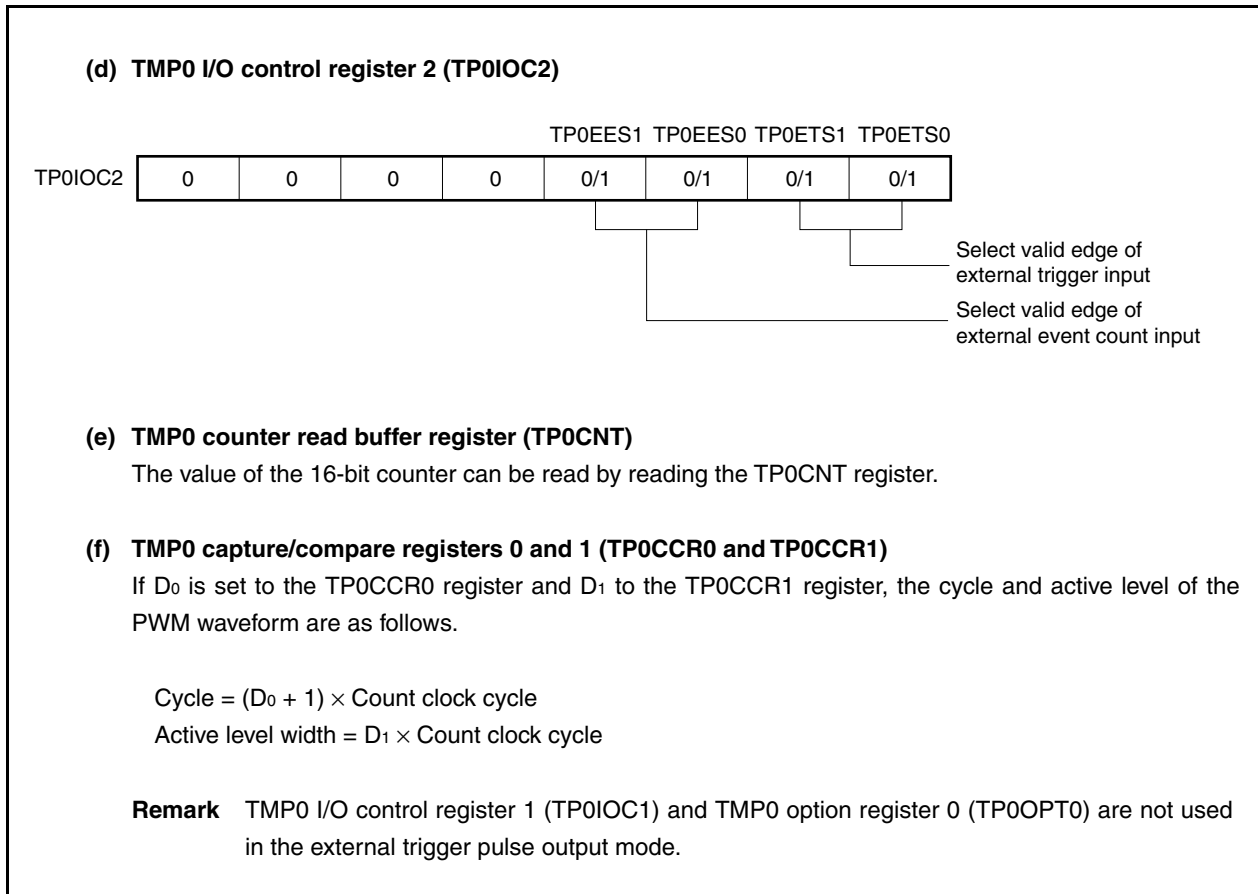 (d) TMP0 I/O control register 2 (TP0IOC2)
TP0EES1 TP0EES0 TP0ETS1 TP0ETS0
TP0IOC2 0 0 0 0 0/1 0/1 0/1 0/1
Select valid edge of
external trigger input
Select valid edge of
external event count input
(e) TMP0 counter read buffer register (TP0CNT)
The value of the 16-bit counter can be read by reading the TP0CNT register.
(f) TMP0 capture/compare registers 0 and 1 (TP0CCR0 and TP0CCR1)
If D0 is set to the TP0CCR0 register and D1 to the TP0CCR1 register, the cycle and active level of the
PWM waveform are as follows.
Cycle = (D0 + 1) × Count clock cycle
Active level width = D1 × Count clock cycle
Remark TMP0 I/O control register 1 (TP0IOC1) and TMP0 option register 0 (TP0OPT0) are not used
in the external trigger pulse output mode.